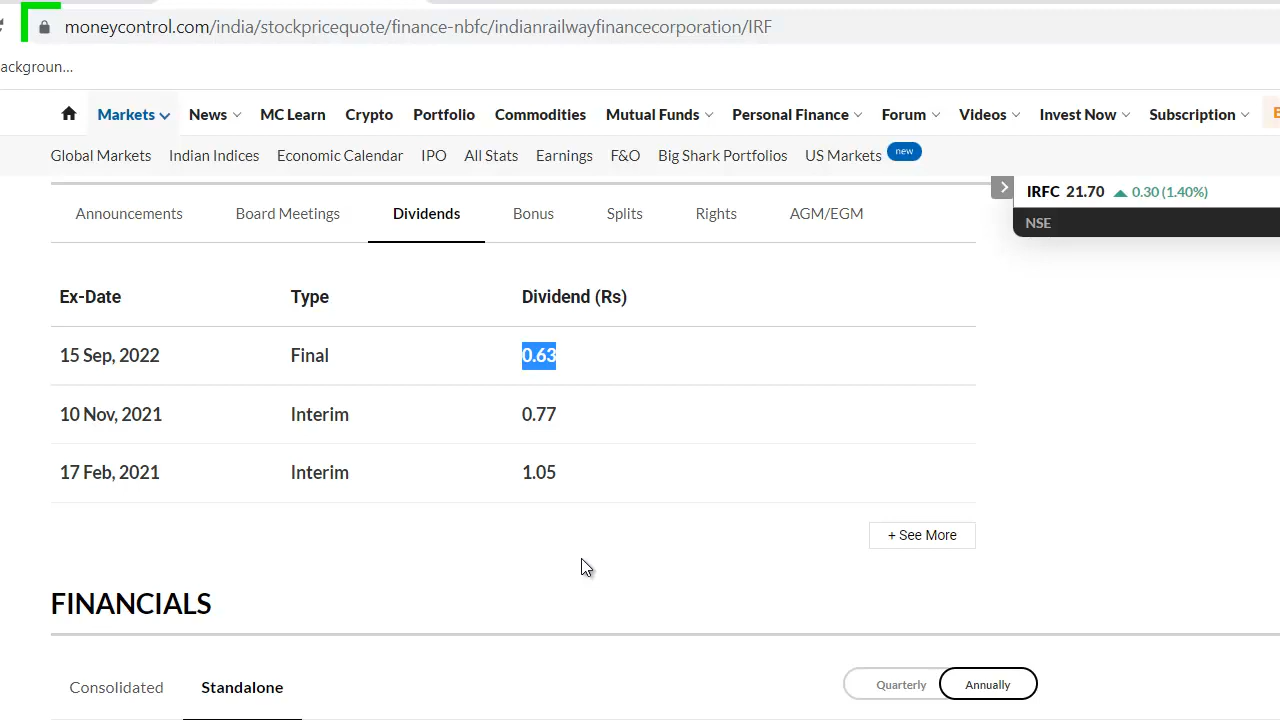 moneycontrol.com/india/stockpricequote/finance-nbfc/indianrailwayfinancecorporation/IRF
ackgroun...
Markets News MC Learn Crypto Portfolio Commodities Mutual Funds Personal Finance Forum Videos Invest Now Subscription
Global Markets Indian Indices Economic Calendar IPO All Stats Earnings F&O Big Shark Portfolios US Markets new
IRFC 21.70 0.30 (1.40%)
NSE
Announcements Board Meetings Dividends Bonus Splits Rights AGM/EGM
Ex-Date Type Dividend (Rs)
15 Sep, 2022 Final 0.63
10 Nov, 2021 Interim 0.77
17 Feb, 2021 Interim 1.05
+ See More
FINANCIALS
Consolidated Standalone Quarterly Annually